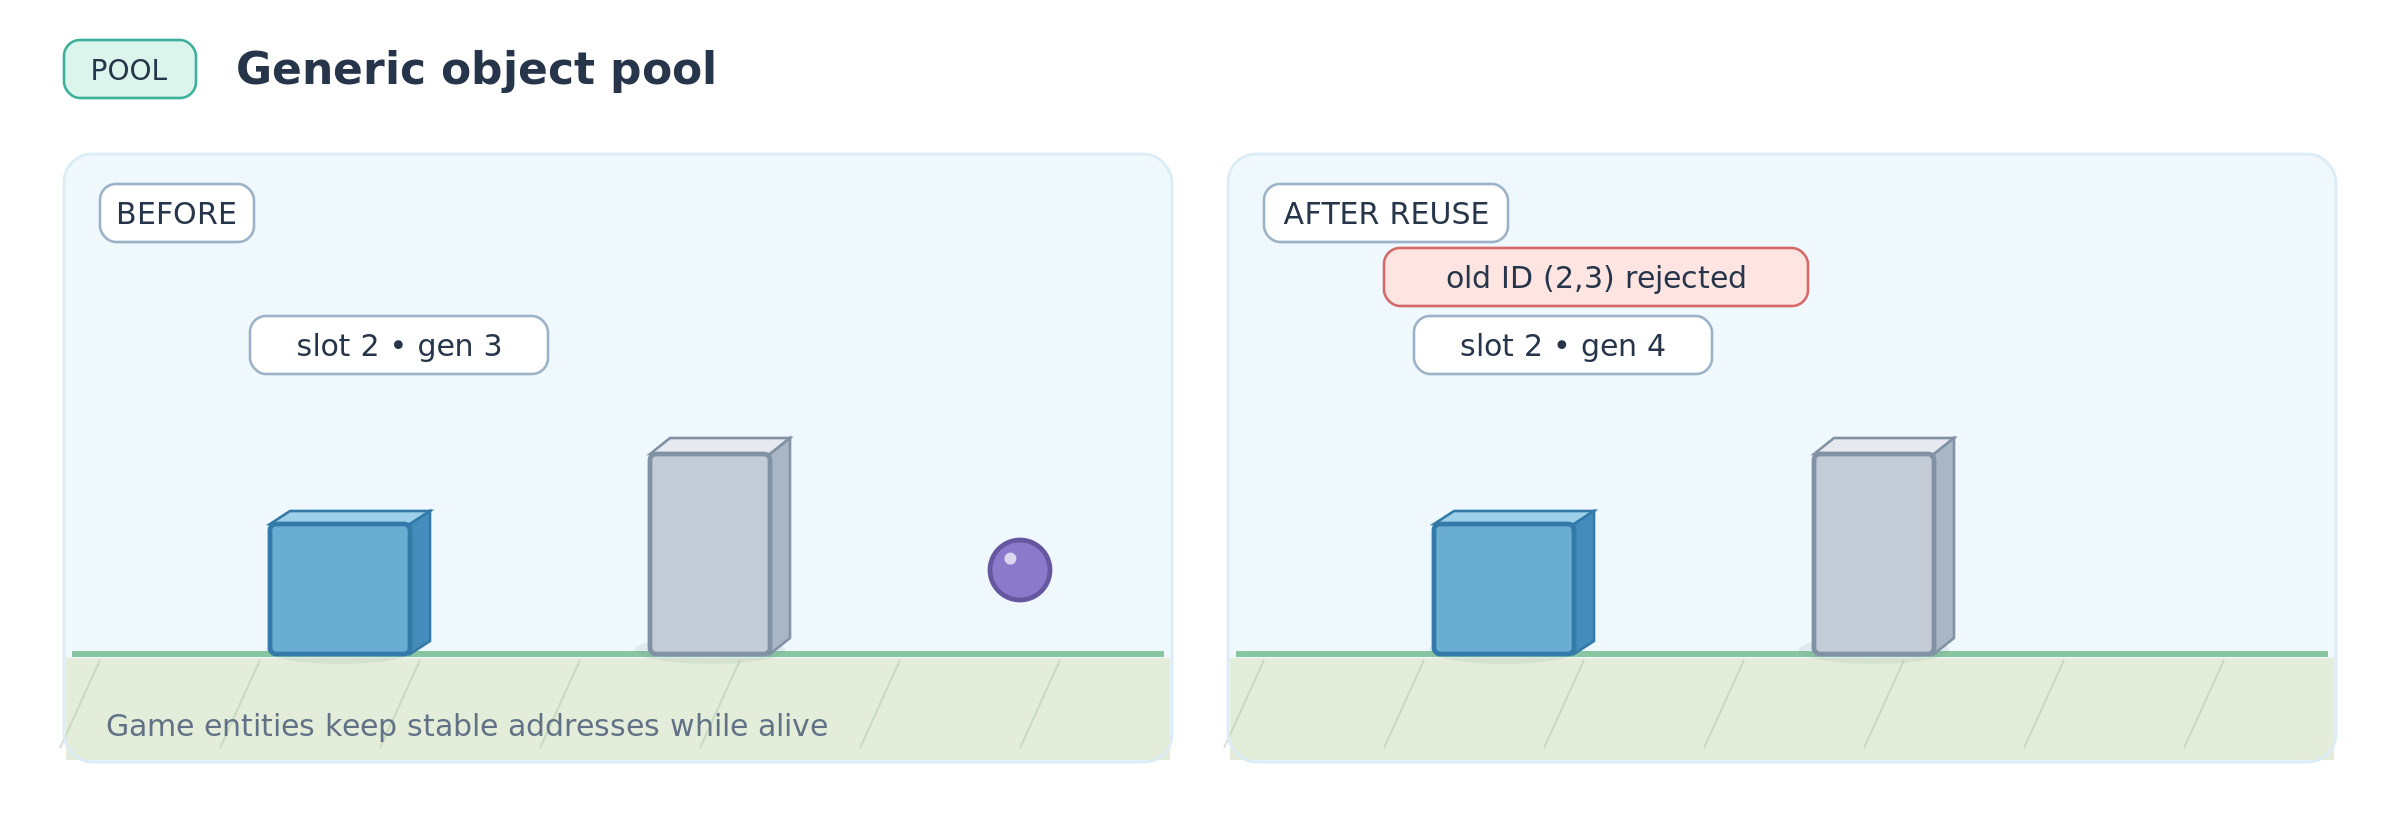 POOL
Generic object pool
BEFORE
slot 2 • gen 3
Game entities keep stable addresses while alive
AFTER REUSE
old ID (2,3) rejected
slot 2 • gen 4